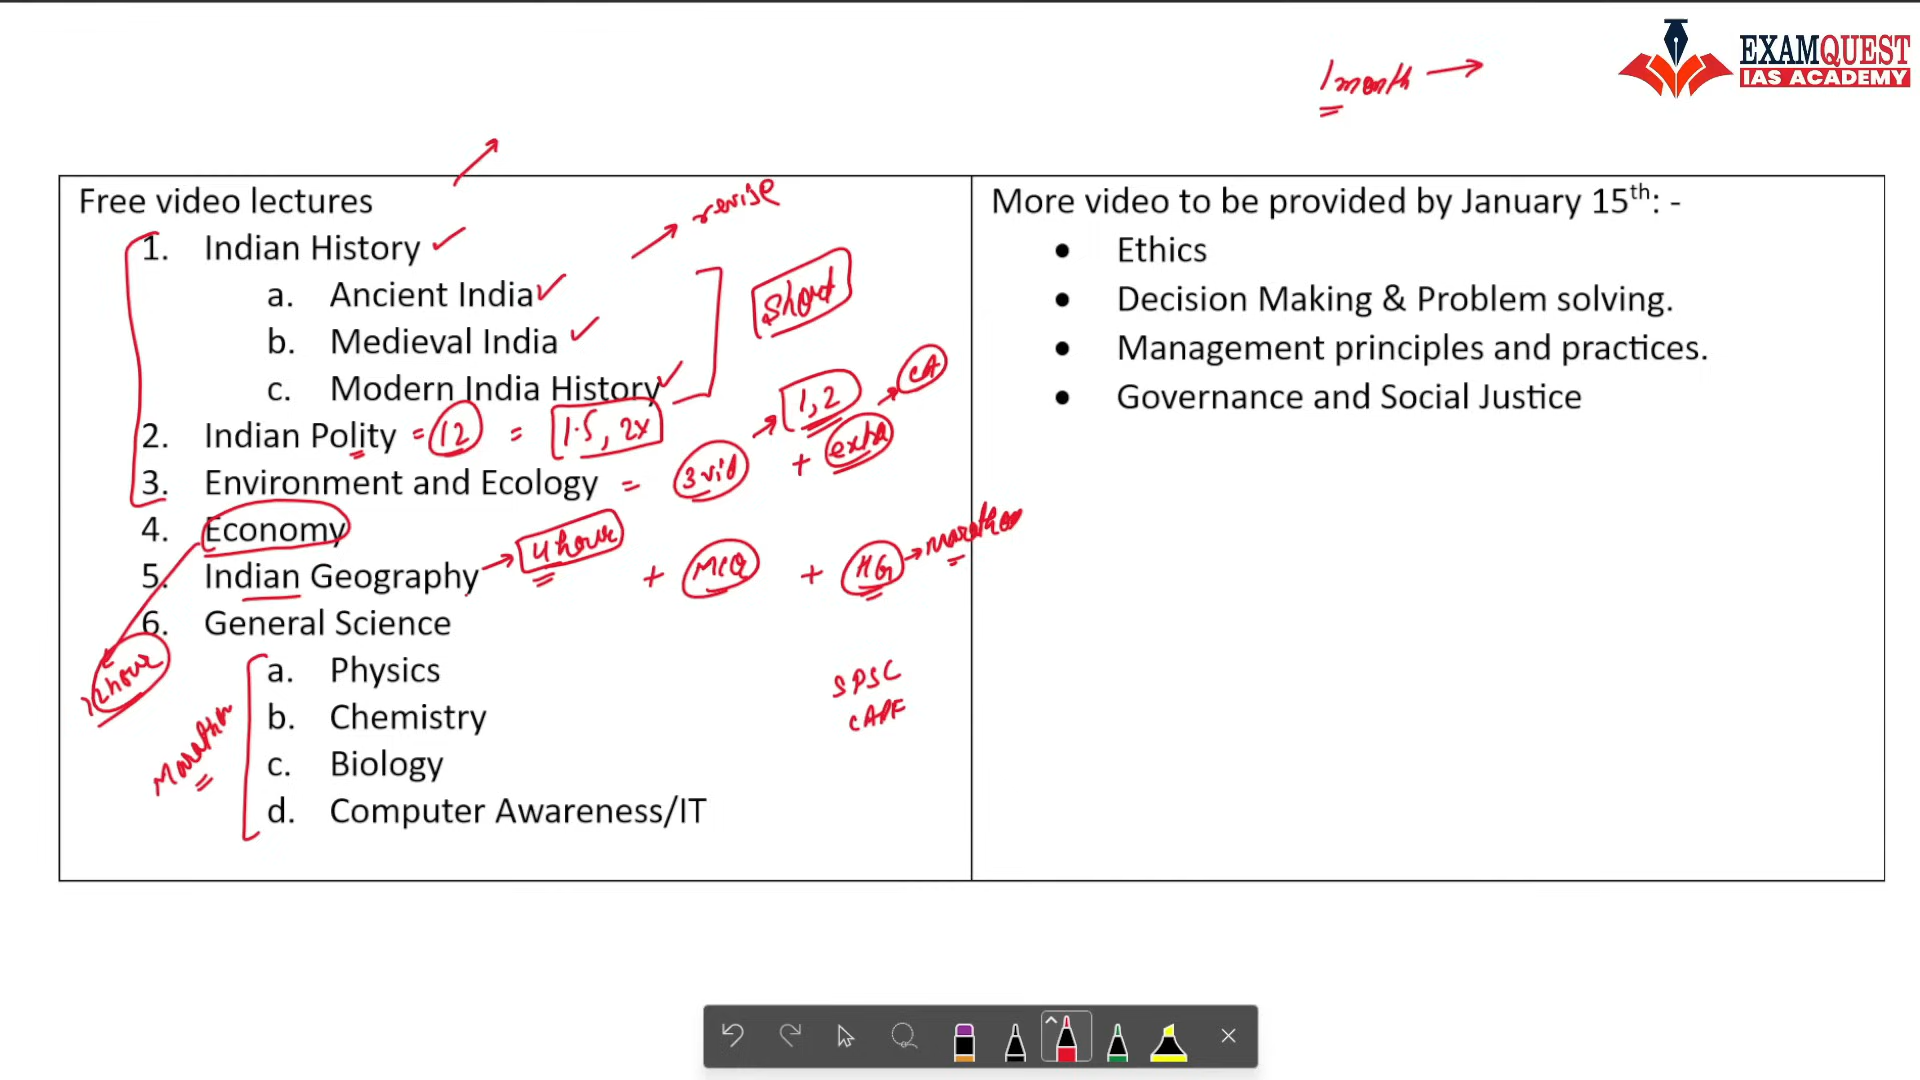 EXAMQUEST
IAS ACADEMY
1 month →
Free video lectures
revise
1. Indian History ✓
a. Ancient India ✓
b. Medieval India ✓
c. Modern India History ✓
Short
2. Indian Polity = 12 = 1.5, 2x
3. Environment and Ecology = 3 vid → 1, 2 + extra → CA
4. Economy
5. Indian Geography → 4 hour + MCQ + HG → marathon
6. General Science
2 hour
a. Physics
b. Chemistry
c. Biology
d. Computer Awareness/IT
Marathon
SPSC
CAPF
More video to be provided by January 15th: -
• Ethics
• Decision Making & Problem solving.
• Management principles and practices.
• Governance and Social Justice